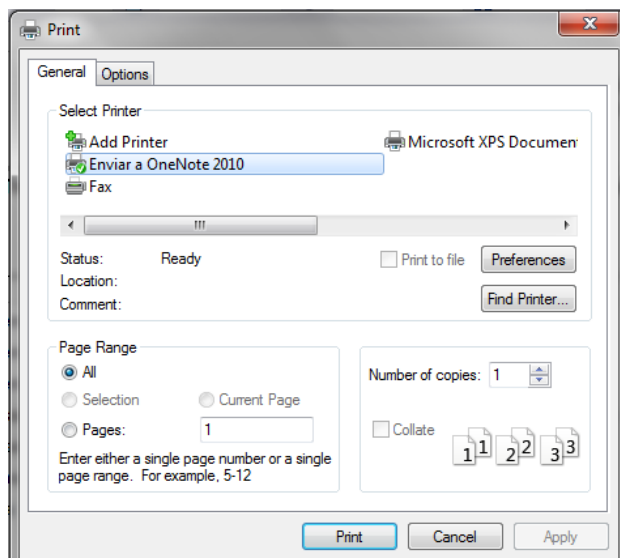 Print
General Options
Select Printer
Add Printer Microsoft XPS Documen
Enviar a OneNote 2010
Fax
Status: Ready Print to file Preferences
Location:
Comment: Find Printer...
Page Range
All Number of copies: 1
Selection Current Page
Pages: 1 Collate 1 1 2 2 3 3
Enter either a single page number or a single
page range. For example, 5-12
Print Cancel Apply